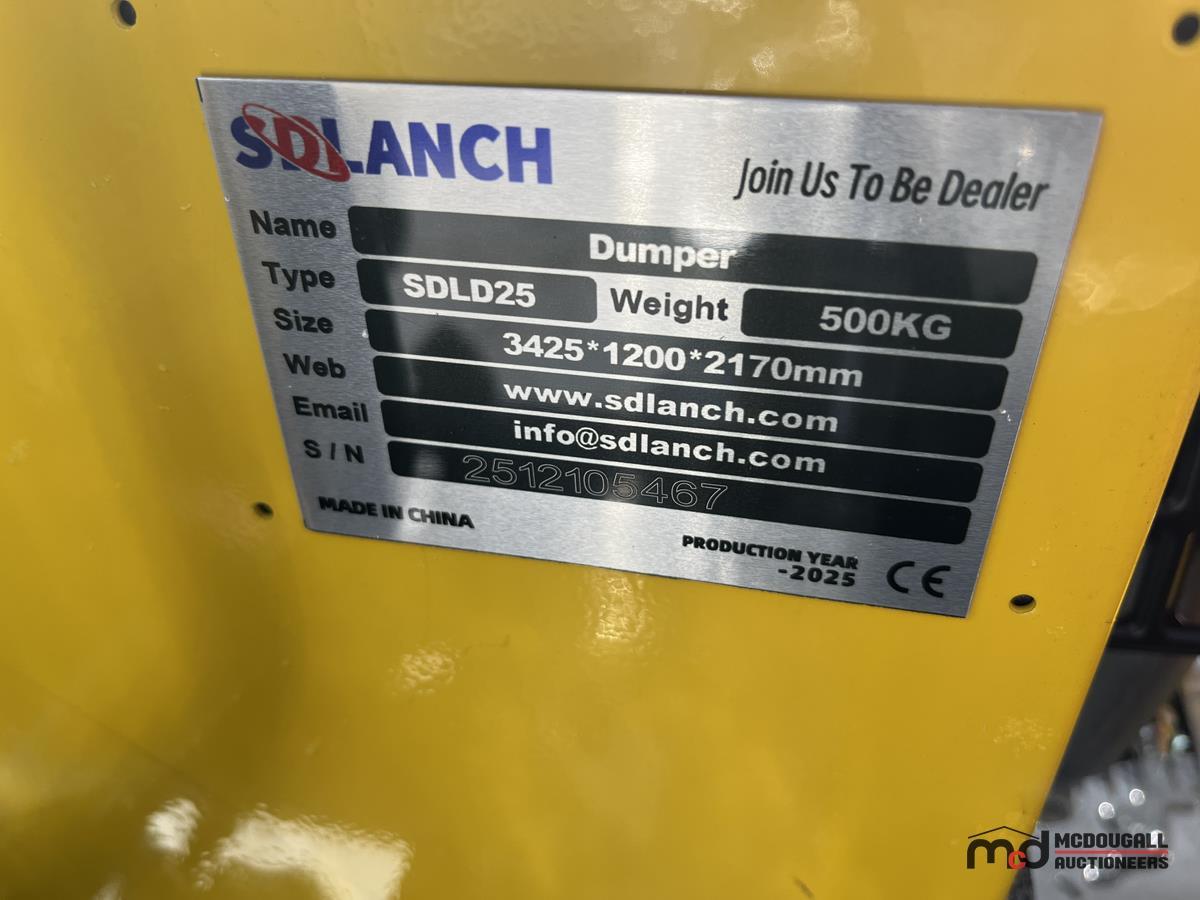 SDLANCH
Join Us To Be Dealer
Name Dumper
Type SDLD25 Weight 500KG
Size 3425*1200*2170mm
Web www.sdlanch.com
Email info@sdlanch.com
S / N 2512105467
MADE IN CHINA
PRODUCTION YEAR
-2025
CE
mcd MCDOUGALL
AUCTIONEERS